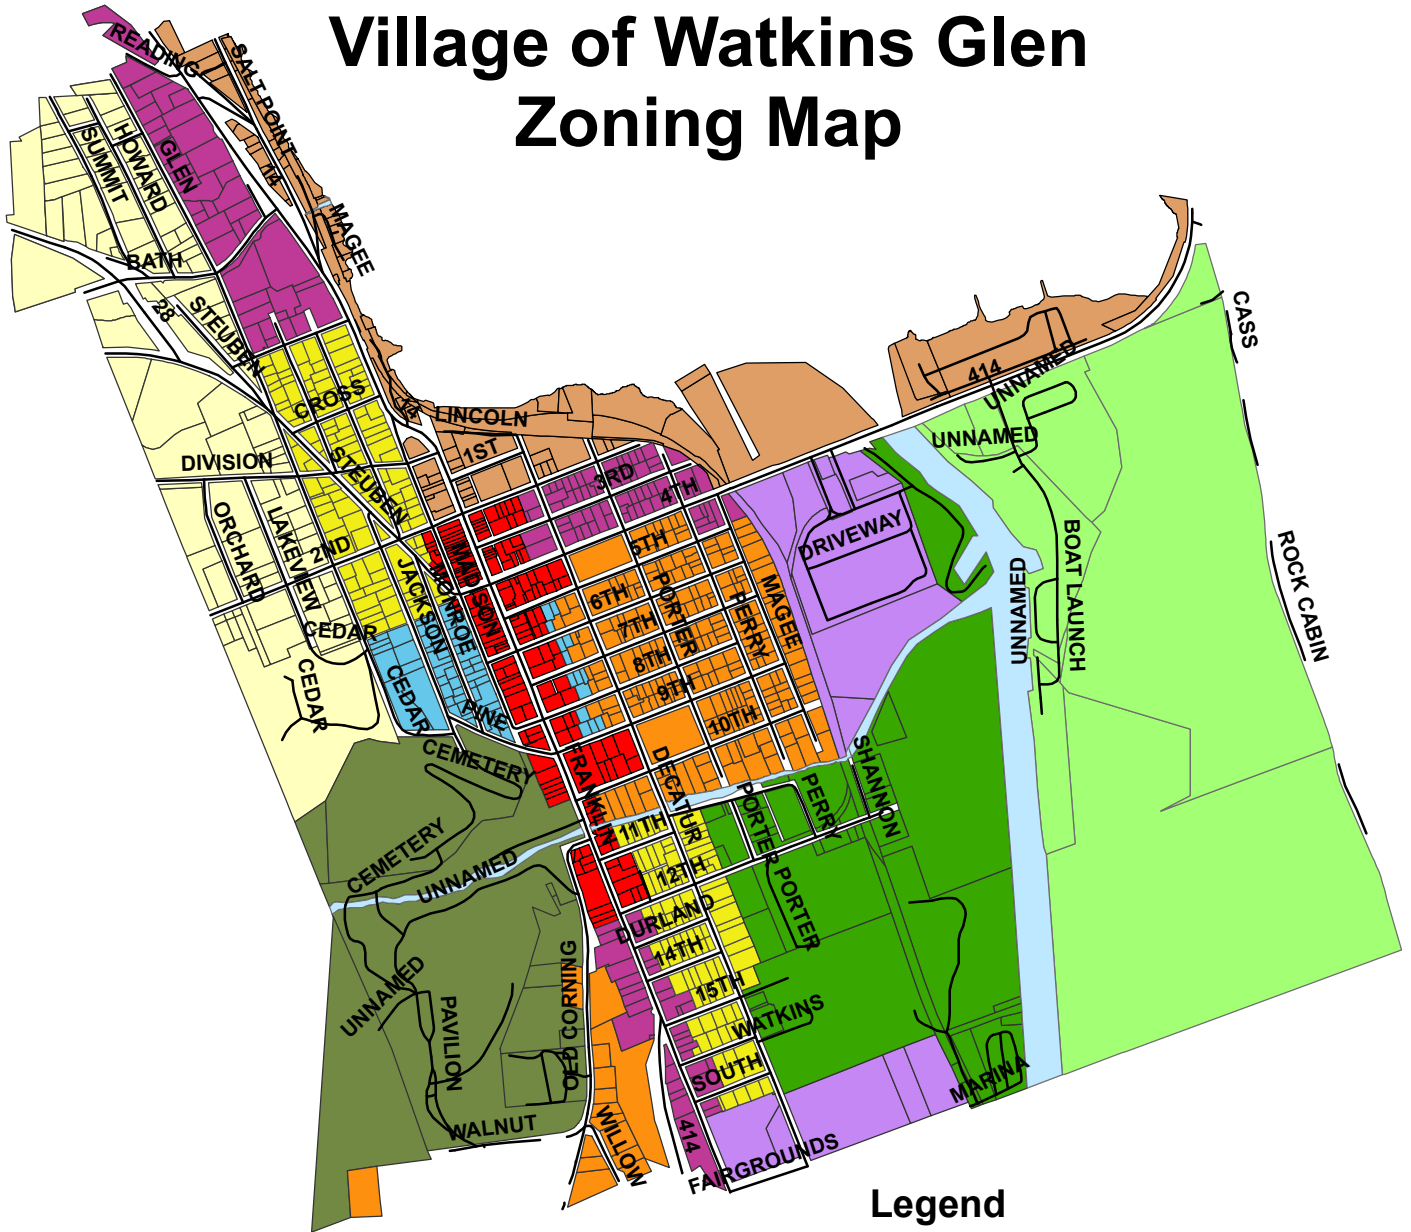 Village of Watkins Glen
Zoning Map
READING
SALT POINT
SUMMIT
HOWARD
GLEN
14
MAGEE
BATH
28
STEUBEN
CASS
CROSS
14
LINCOLN
414
UNNAMED
UNNAMED
DIVISION
STEUBEN
1ST
3RD
4TH
ORCHARD
LAKEVIEW
2ND
DRIVEWAY
5TH
MADISON
MONROE
JACKSON
6TH
7TH
8TH
9TH
10TH
PORTER
PERRY
MAGEE
UNNAMED
BOAT LAUNCH
ROCK CABIN
CEDAR
CEDAR
CEDAR
PINE
CEMETERY
FRANKLIN
DECATUR
PORTER
PERRY
SHANNON
CEMETERY
UNNAMED
11TH
12TH
PORTER
DURLAND
14TH
15TH
UNNAMED
PAVILION
OLD CORNING
WATKINS
SOUTH
MARINA
WALNUT
WILLOW
414
FAIRGROUNDS
Legend